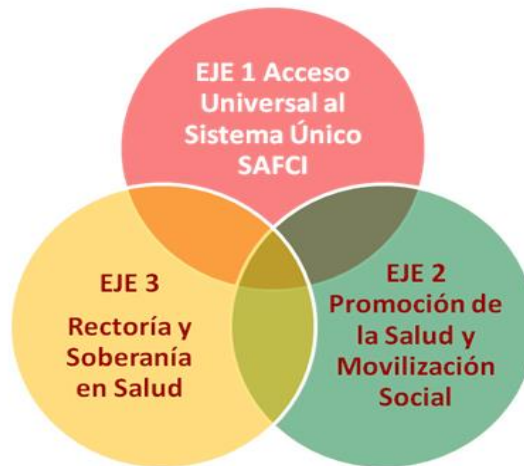 EJE 1 Acceso
Universal al
Sistema Único
SAFCI
EJE 3
Rectoría y
Soberanía
en Salud
EJE 2
Promoción de
la Salud y
Movilización
Social